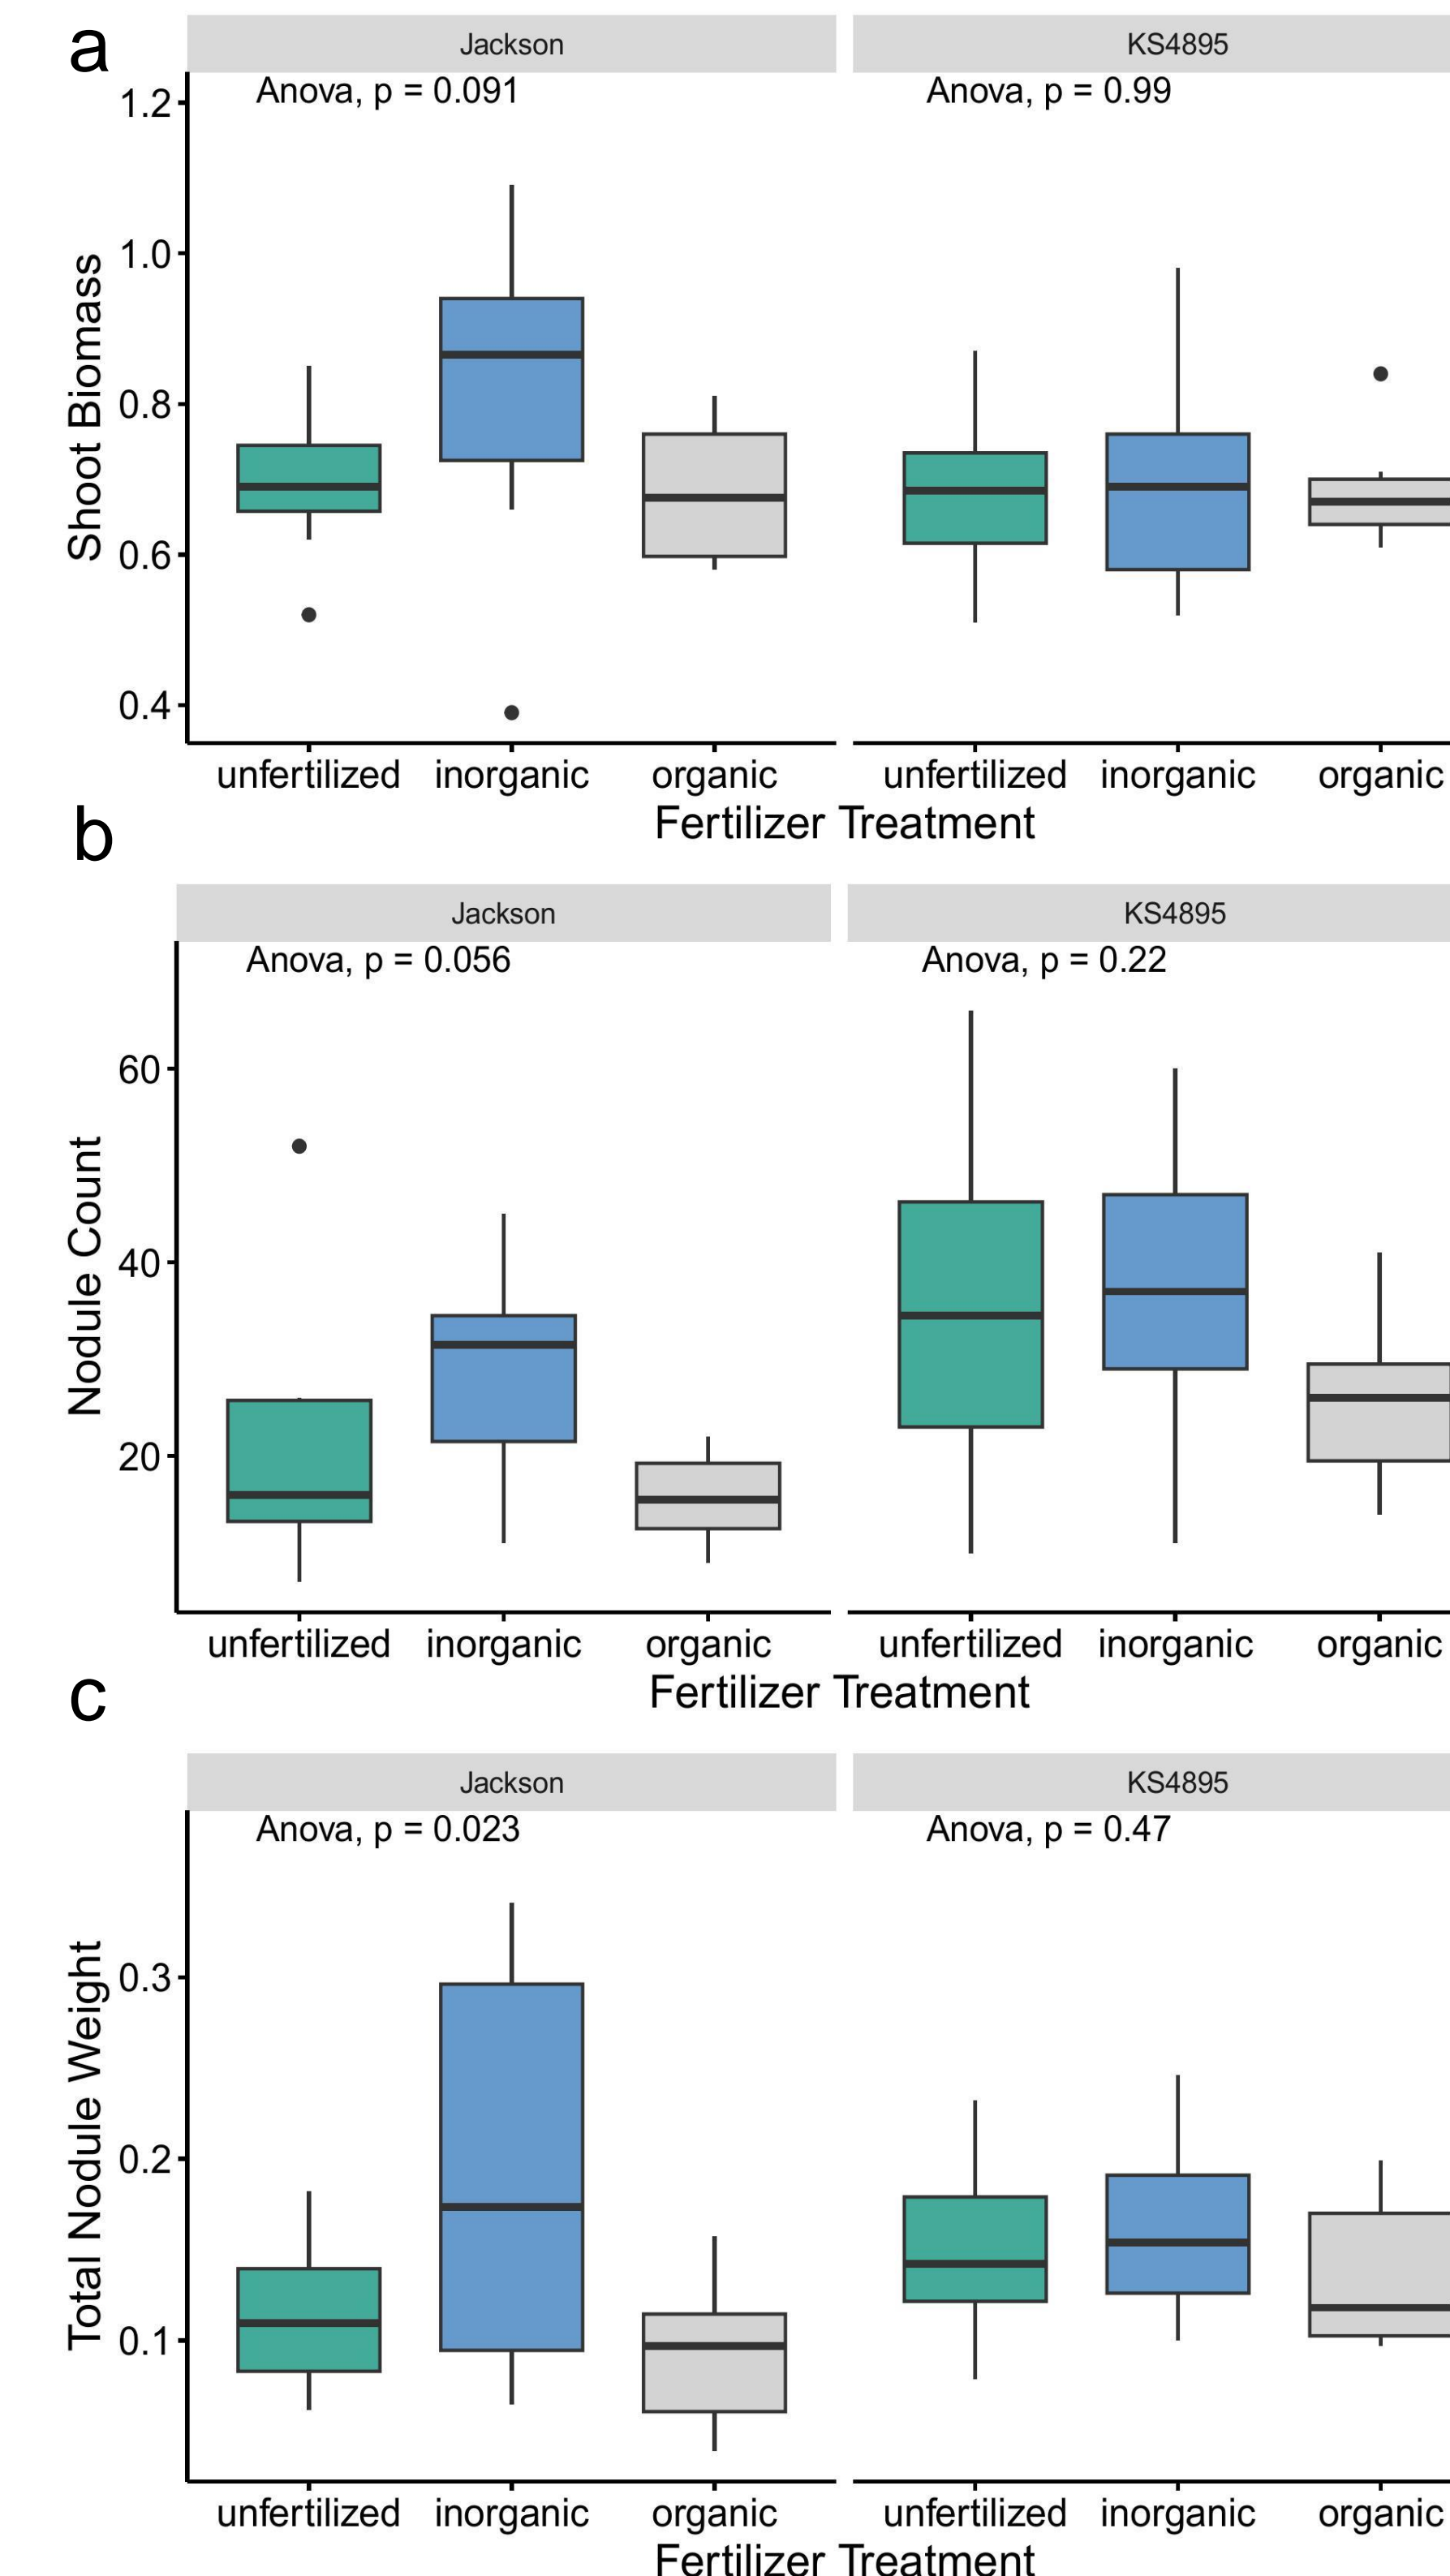 a
Jackson KS4895
Anova, p = 0.091 Anova, p = 0.99
1.2
1.0
0.8
0.6
0.4
Shoot Biomass
unfertilized inorganic organic unfertilized inorganic organic
Fertilizer Treatment
b
Jackson KS4895
Anova, p = 0.056 Anova, p = 0.22
60
40
20
Nodule Count
unfertilized inorganic organic unfertilized inorganic organic
Fertilizer Treatment
c
Jackson KS4895
Anova, p = 0.023 Anova, p = 0.47
0.3
0.2
0.1
Total Nodule Weight
unfertilized inorganic organic unfertilized inorganic organic
Fertilizer Treatment